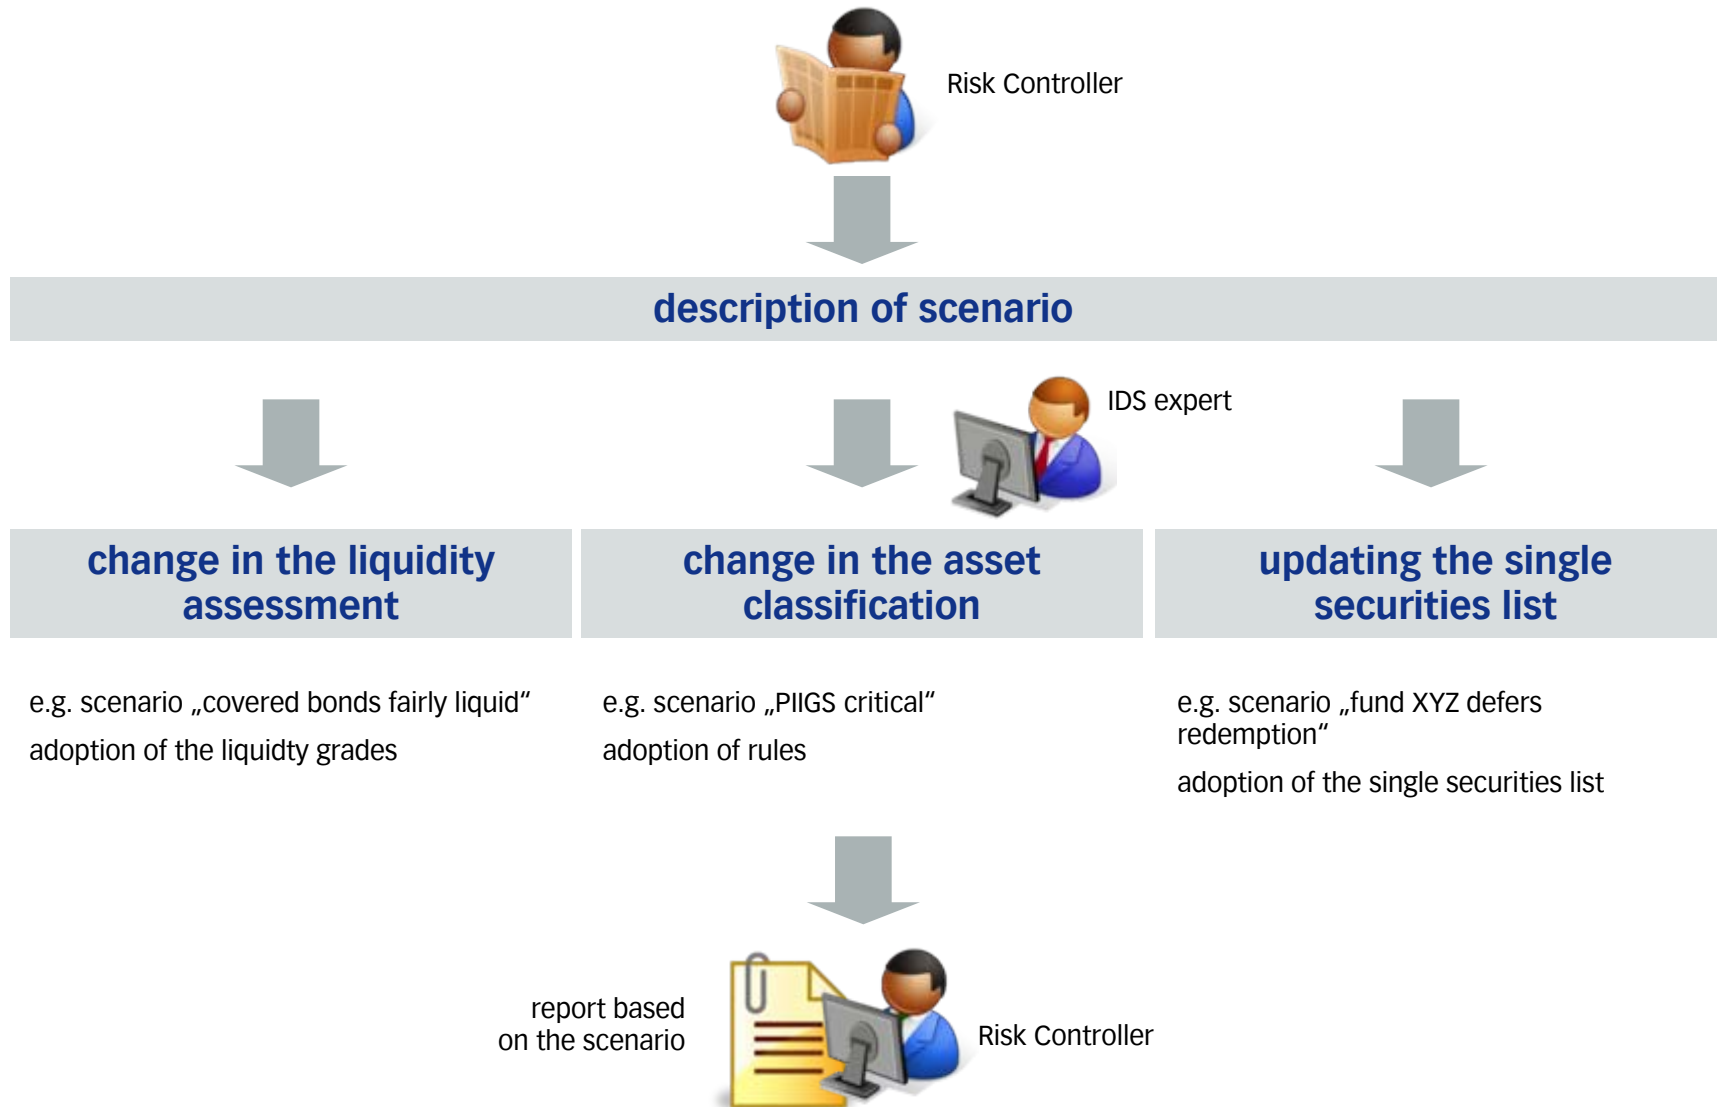 Risk Controller
description of scenario
IDS expert
change in the liquidity
assessment
change in the asset
classification
updating the single
securities list
e.g. scenario „covered bonds fairly liquid“
adoption of the liquidty grades
e.g. scenario „PIIGS critical“
adoption of rules
e.g. scenario „fund XYZ defers
redemption“
adoption of the single securities list
report based
on the scenario
Risk Controller